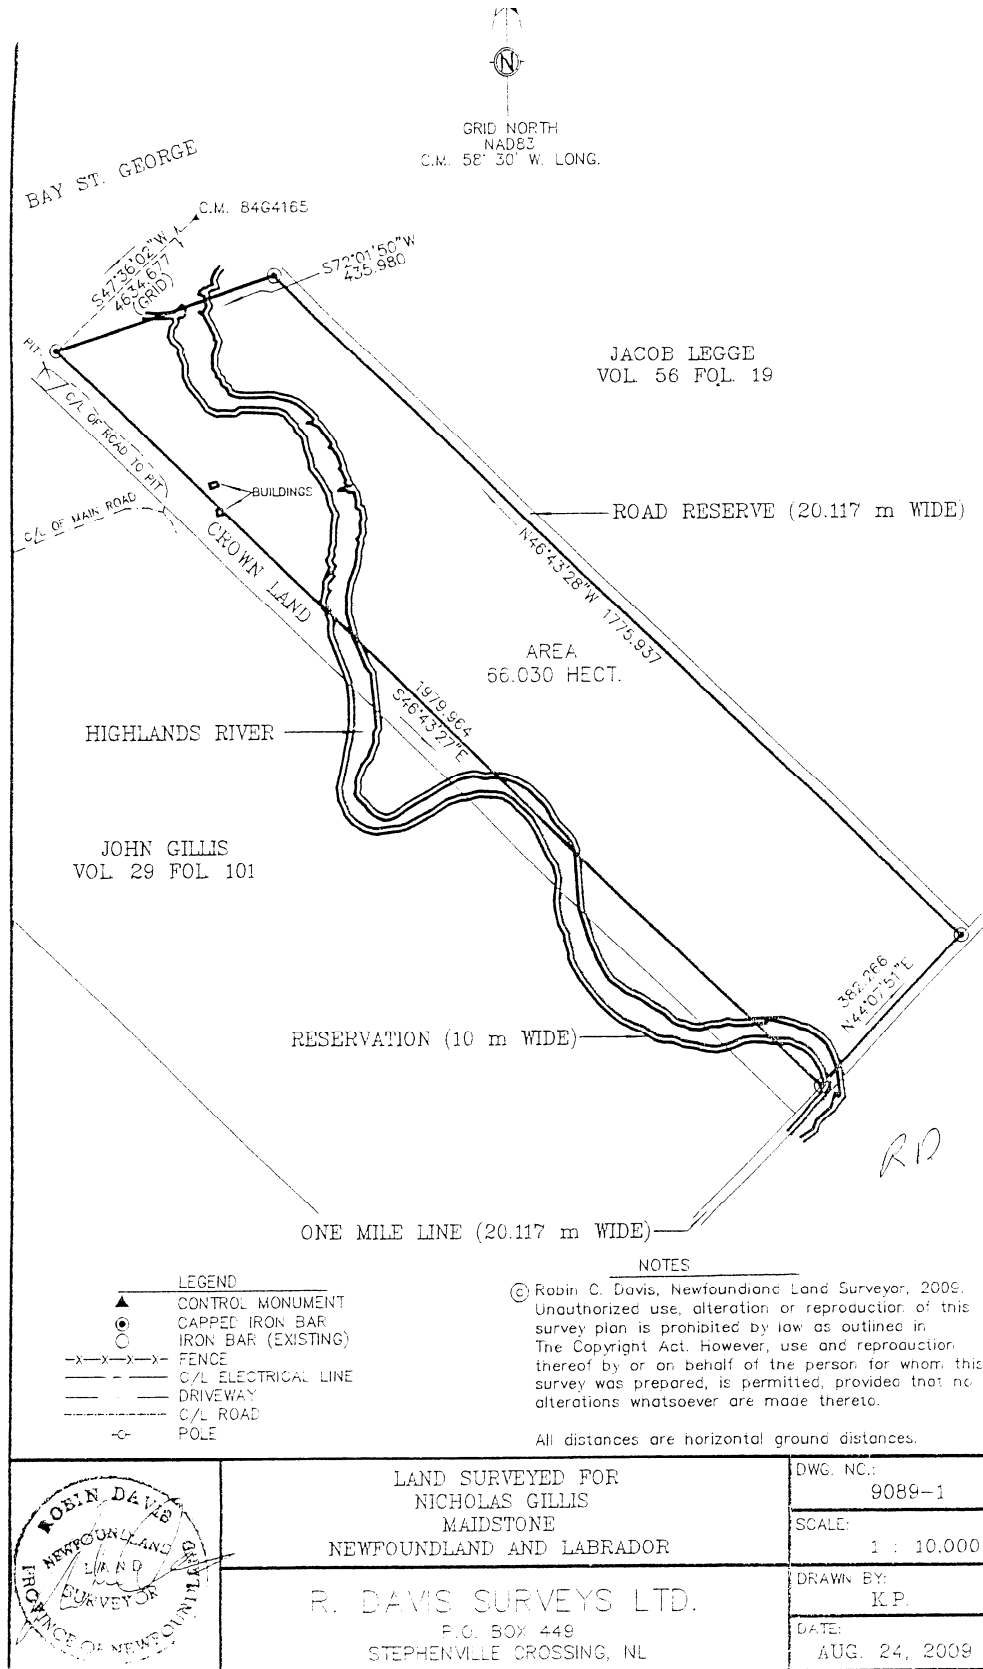 N
GRID NORTH
NAD83
C.M. 58° 30' W. LONG.
BAY ST. GEORGE
C.M. 84G4165
S47°36'02"W
4634.677
(GRID)
S72°01'50"W
435.980
PIT
C/L OF ROAD TO PIT
C/L OF MAIN ROAD
BUILDINGS
CROWN LAND
JACOB LEGGE
VOL 56 FOL 19
ROAD RESERVE (20.117 m WIDE)
N46°43'28"W 1775.937
AREA
66.030 HECT.
1979.964
S46°43'27"E
HIGHLANDS RIVER
JOHN GILLIS
VOL 29 FOL 101
382.266
N44°07'51"E
RESERVATION (10 m WIDE)
RD
ONE MILE LINE (20.117 m WIDE)
LEGEND
CONTROL MONUMENT
CAPPED IRON BAR
IRON BAR (EXISTING)
-x-x-x-x- FENCE
C/L ELECTRICAL LINE
DRIVEWAY
C/L ROAD
POLE
NOTES
© Robin C. Davis, Newfoundland Land Surveyor, 2009.
Unauthorized use, alteration or reproduction of this
survey plan is prohibited by law as outlined in
The Copyright Act. However, use and reproduction
thereof by or on behalf of the person for whom this
survey was prepared, is permitted, provided that no
alterations whatsoever are made thereto.
All distances are horizontal ground distances.
ROBIN DAVIS
NEWFOUNDLAND
LAND
SURVEYOR
PROVINCE OF NEWFOUNDLAND
LAND SURVEYED FOR
NICHOLAS GILLIS
MAIDSTONE
NEWFOUNDLAND AND LABRADOR
R. DAVIS SURVEYS LTD.
P.O. BOX 449
STEPHENVILLE CROSSING, NL
DWG. NO.:
9089-1
SCALE:
1 : 10,000
DRAWN BY:
K.P.
DATE:
AUG. 24, 2009